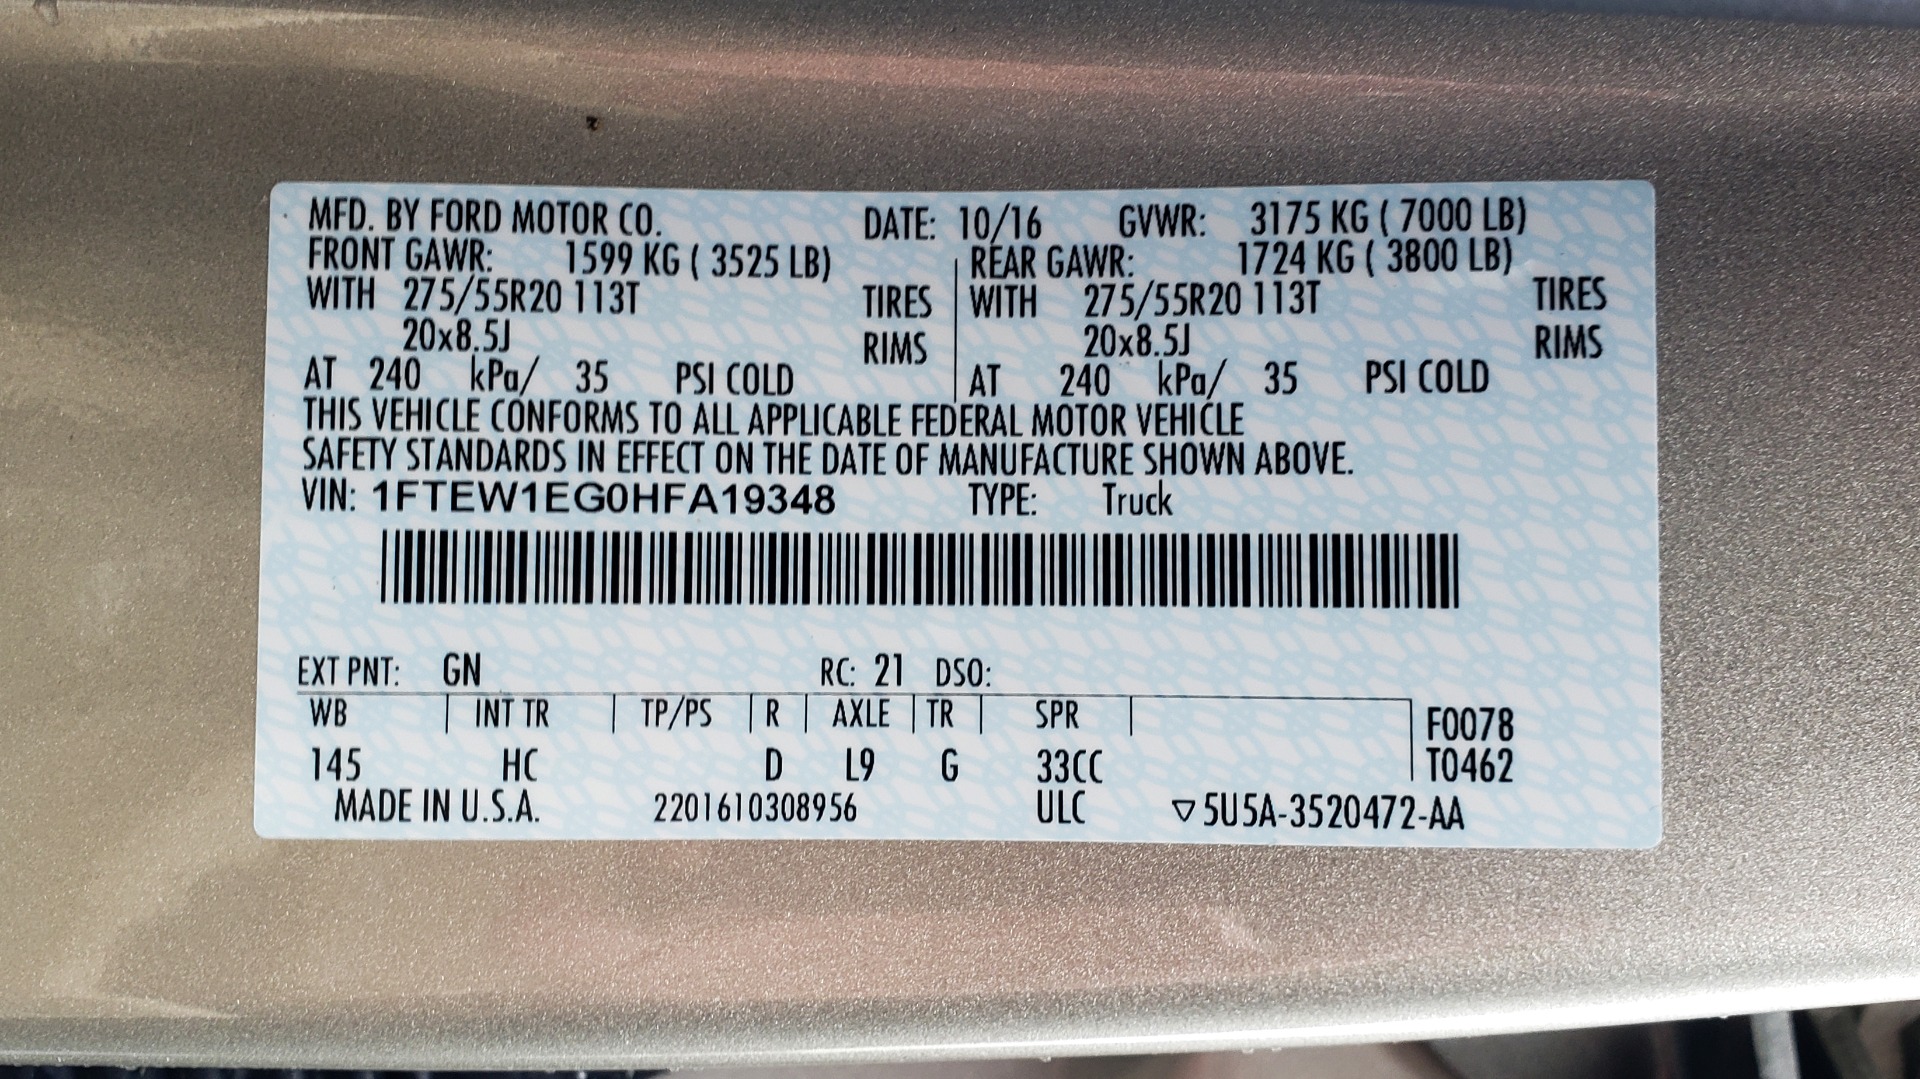 MFD. BY FORD MOTOR CO. DATE: 10/16 GVWR: 3175 KG ( 7000 LB)
FRONT GAWR: 1599 KG ( 3525 LB) REAR GAWR: 1724 KG ( 3800 LB)
WITH 275/55R20 113T TIRES WITH 275/55R20 113T TIRES
20x8.5J RIMS 20x8.5J RIMS
AT 240 kPa/ 35 PSI COLD AT 240 kPa/ 35 PSI COLD
THIS VEHICLE CONFORMS TO ALL APPLICABLE FEDERAL MOTOR VEHICLE
SAFETY STANDARDS IN EFFECT ON THE DATE OF MANUFACTURE SHOWN ABOVE.
VIN: 1FTEW1EG0HFA19348 TYPE: Truck
EXT PNT: GN RC: 21 DSO:
WB INT TR TP/PS R AXLE TR SPR F0078
145 HC D L9 G 33CC T0462
MADE IN U.S.A. 2201610308956 ULC ▽5U5A-3520472-AA